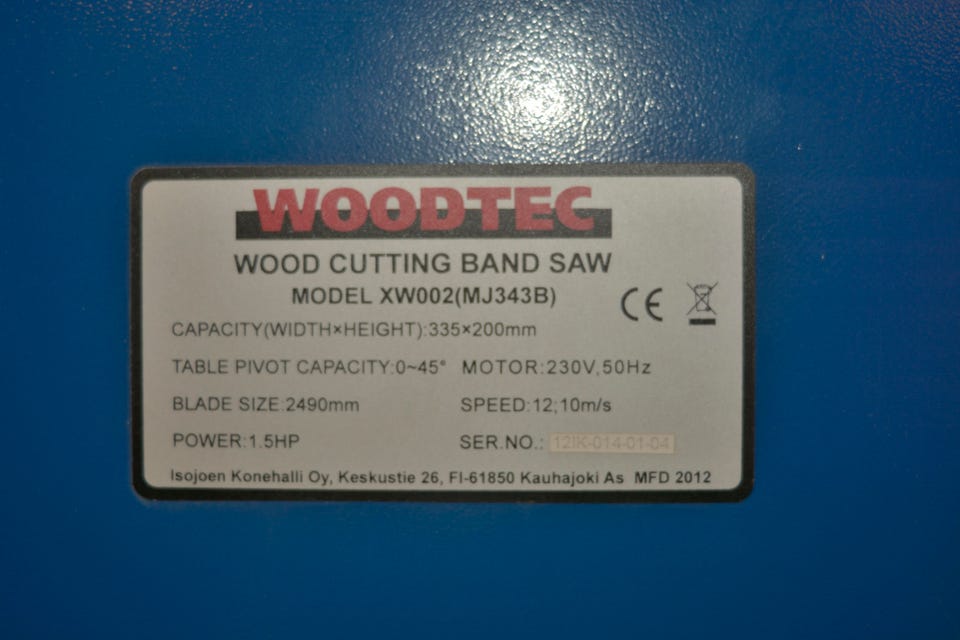 WOODTEC
WOOD CUTTING BAND SAW
MODEL XW002(MJ343B)
CE
CAPACITY(WIDTH×HEIGHT):335×200mm
TABLE PIVOT CAPACITY:0~45° MOTOR:230V,50Hz
BLADE SIZE:2490mm SPEED:12;10m/s
POWER:1.5HP SER.NO.: 12IK-014-01-04
Isojoen Konehalli Oy, Keskustie 26, FI-61850 Kauhajoki As MFD 2012